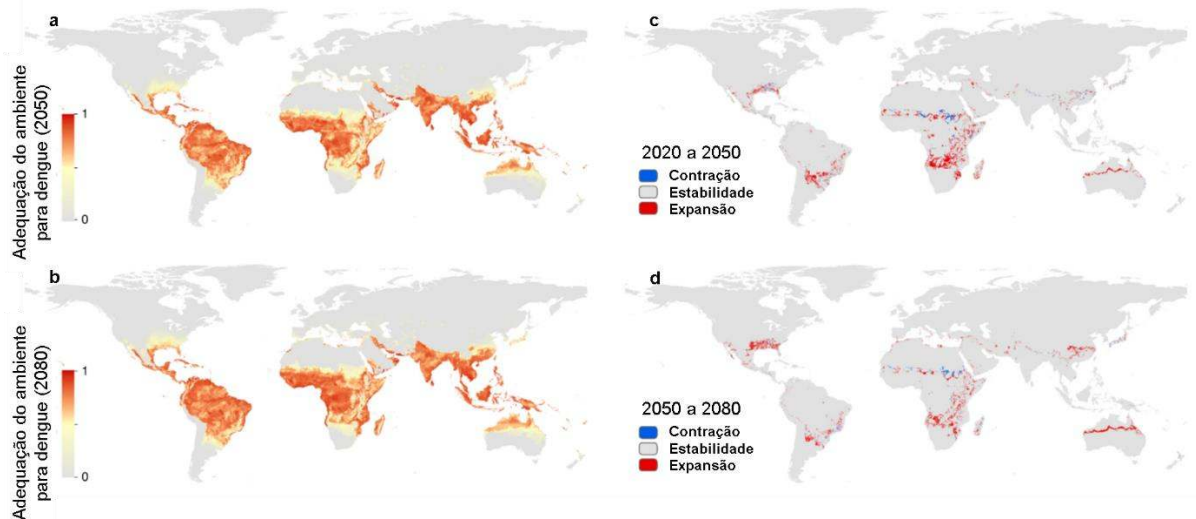 a
Adequação do ambiente
para dengue (2050)
1
0
c
2020 a 2050
Contração
Estabilidade
Expansão
b
Adequação do ambiente
para dengue (2080)
1
0
d
2050 a 2080
Contração
Estabilidade
Expansão